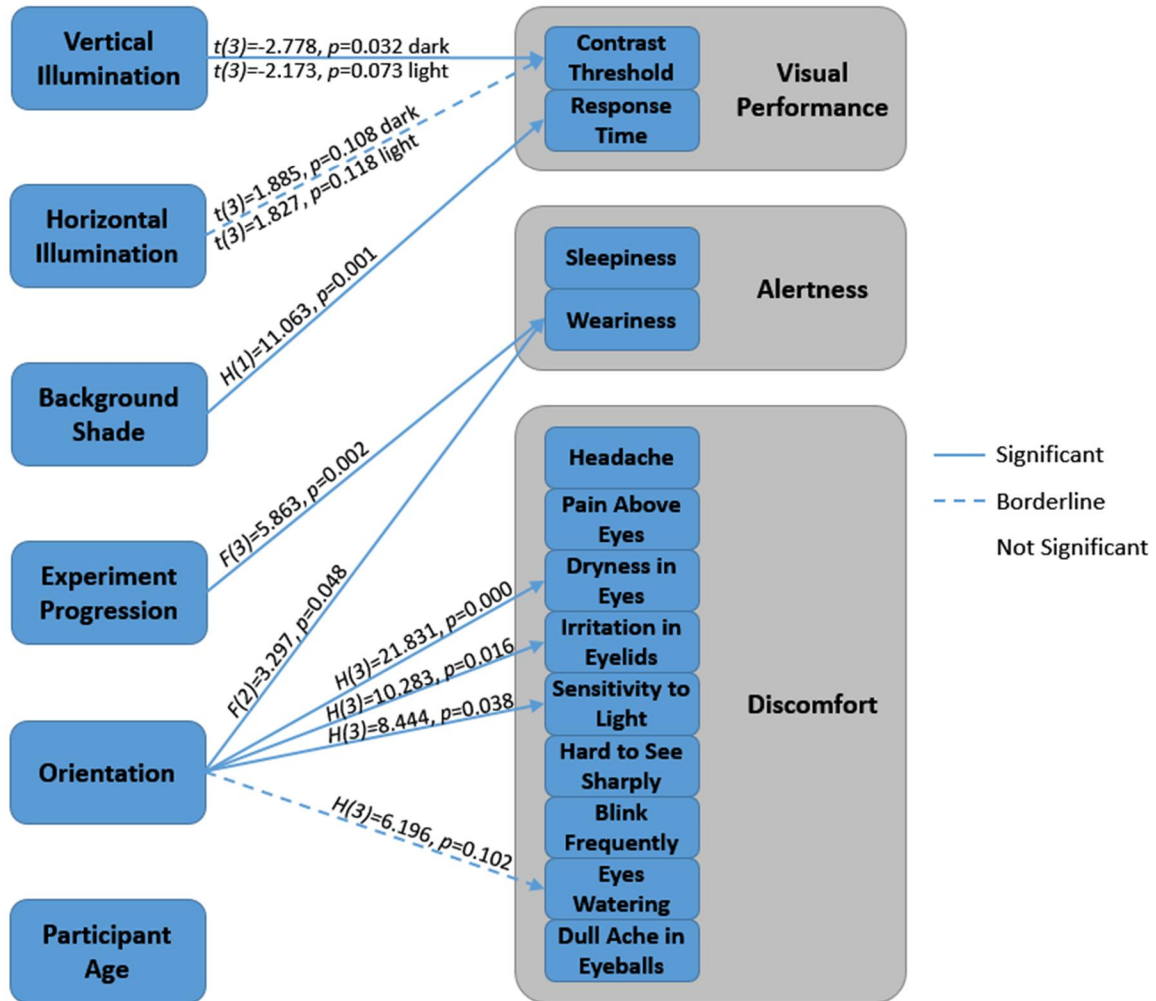 Vertical
Illumination
t(3)=-2.778, p=0.032 dark
t(3)=-2.173, p=0.073 light
Contrast
Threshold
Response
Time
Visual
Performance
Horizontal
Illumination
t(3)=1.885, p=0.108 dark
t(3)=1.827, p=0.118 light
Sleepiness
Weariness
Alertness
Background
Shade
H(1)=11.063, p=0.001
Experiment
Progression
F(3)=5.863, p=0.002
Orientation
F(2)=3.297, p=0.048
H(3)=21.831, p=0.000
H(3)=10.283, p=0.016
H(3)=8.444, p=0.038
H(3)=6.196, p=0.102
Headache
Pain Above
Eyes
Dryness in
Eyes
Irritation in
Eyelids
Sensitivity to
Light
Hard to See
Sharply
Blink
Frequently
Eyes
Watering
Dull Ache in
Eyeballs
Discomfort
Participant
Age
Significant
Borderline
Not Significant